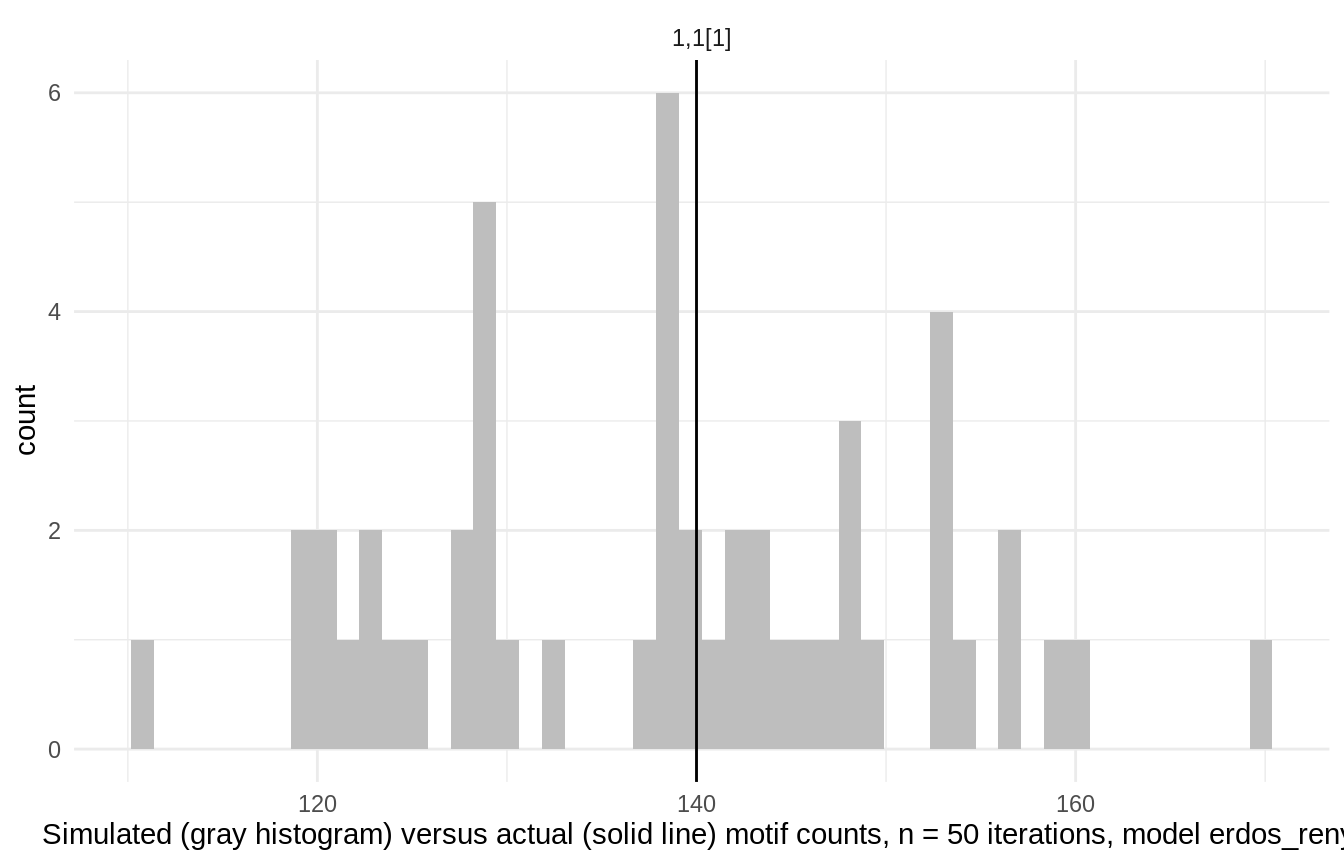 1,1[1]
6
4
2
0
count
120 140 160
Simulated (gray histogram) versus actual (solid line) motif counts, n = 50 iterations, model erdos_reny